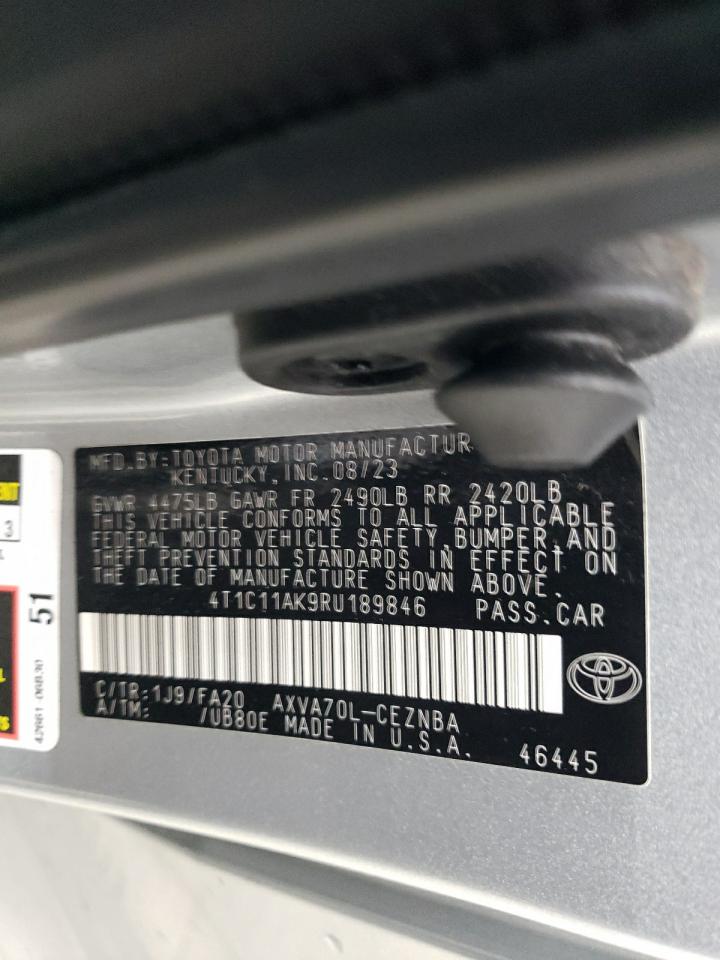 MFD.BY:TOYOTA MOTOR MANUFACTUR
KENTUCKY,INC.08/23
GVWR 4475LB GAWR FR 2490LB RR 2420LB
THIS VEHICLE CONFORMS TO ALL APPLICABLE
FEDERAL MOTOR VEHICLE SAFETY,BUMPER,AND
THEFT PREVENTION STANDARDS IN EFFECT ON
THE DATE OF MANUFACTURE SHOWN ABOVE.
4T1C11AK9RU189846 PASS.CAR
C/TR:1J9/FA20 AXVA70L-CEZNBA
A/TM: /UB80E MADE IN U.S.A.
46445
51